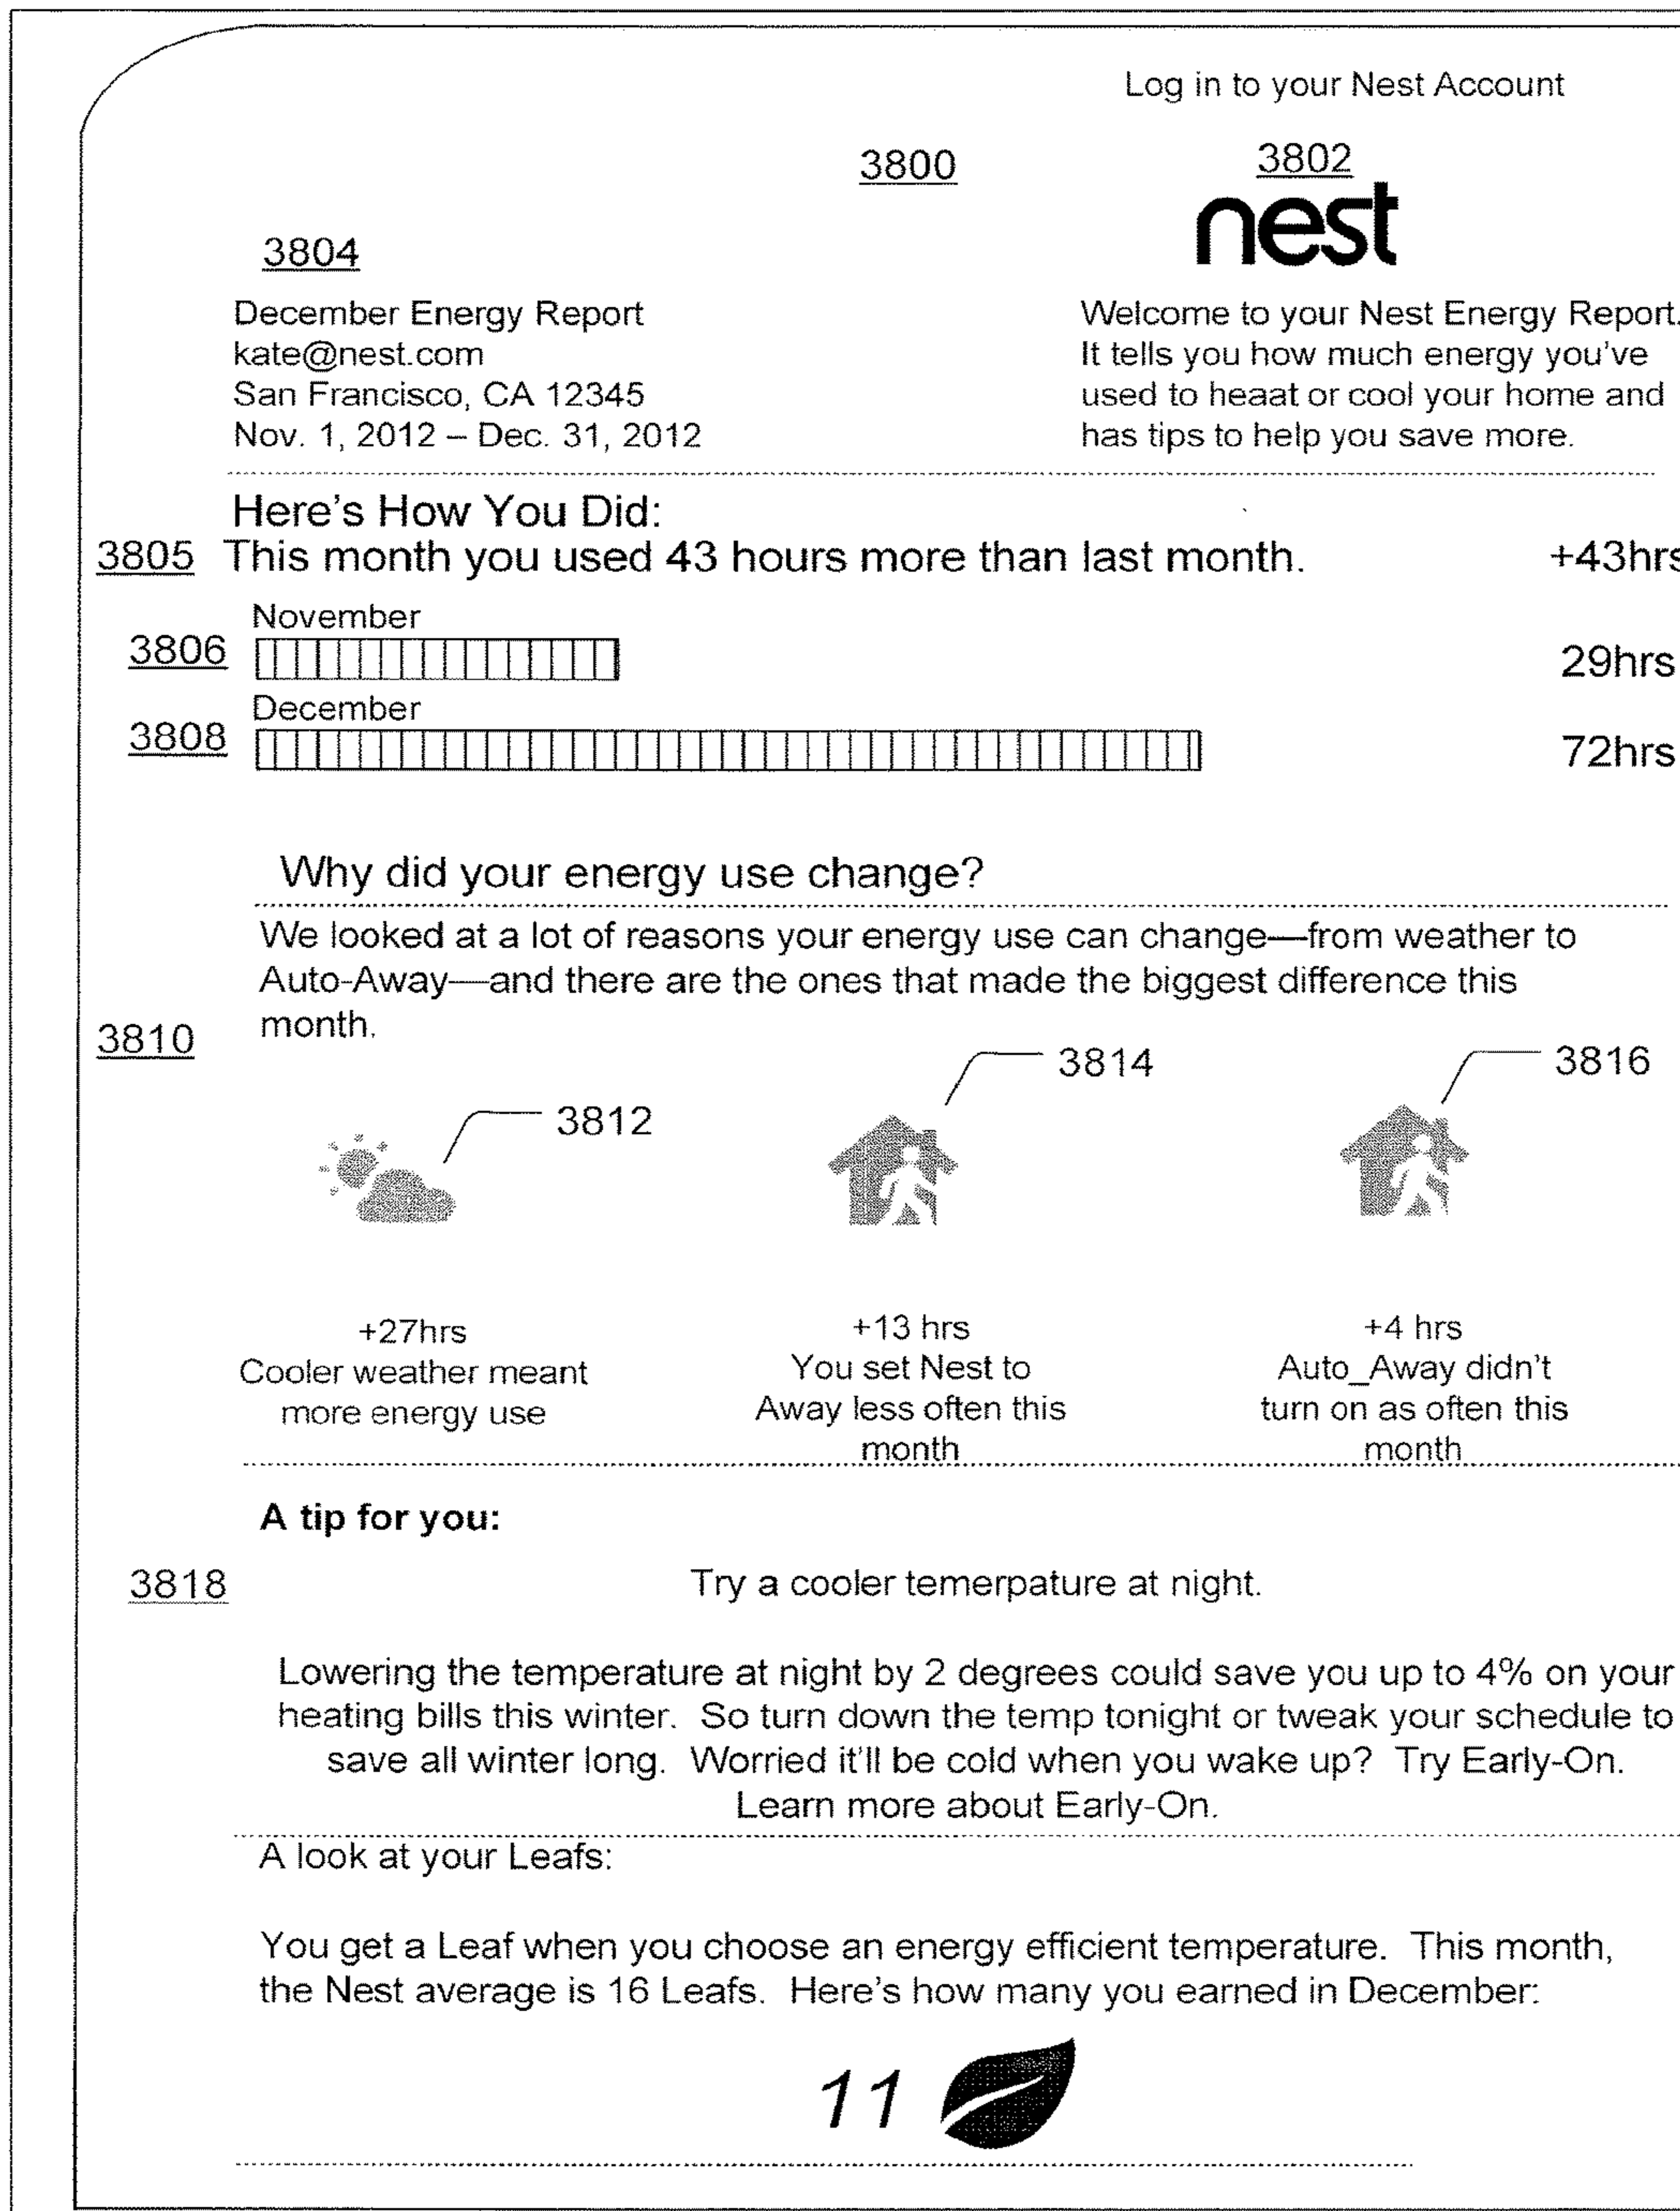 Log in to your Nest Account
3800
3802
nest
3804
December Energy Report
kate@nest.com
San Francisco, CA 12345
Nov. 1, 2012 – Dec. 31, 2012
Welcome to your Nest Energy Report.
It tells you how much energy you've
used to heaat or cool your home and
has tips to help you save more.
Here's How You Did:
3805 This month you used 43 hours more than last month. +43hrs
November
3806 29hrs
December
3808 72hrs
Why did your energy use change?
We looked at a lot of reasons your energy use can change—from weather to
Auto-Away—and there are the ones that made the biggest difference this
month.
3810
3812
3814
3816
+27hrs
Cooler weather meant
more energy use
+13 hrs
You set Nest to
Away less often this
month
+4 hrs
Auto_Away didn't
turn on as often this
month
A tip for you:
3818
Try a cooler temerpature at night.
Lowering the temperature at night by 2 degrees could save you up to 4% on your
heating bills this winter. So turn down the temp tonight or tweak your schedule to
save all winter long. Worried it'll be cold when you wake up? Try Early-On.
Learn more about Early-On.
A look at your Leafs:
You get a Leaf when you choose an energy efficient temperature. This month,
the Nest average is 16 Leafs. Here's how many you earned in December:
11